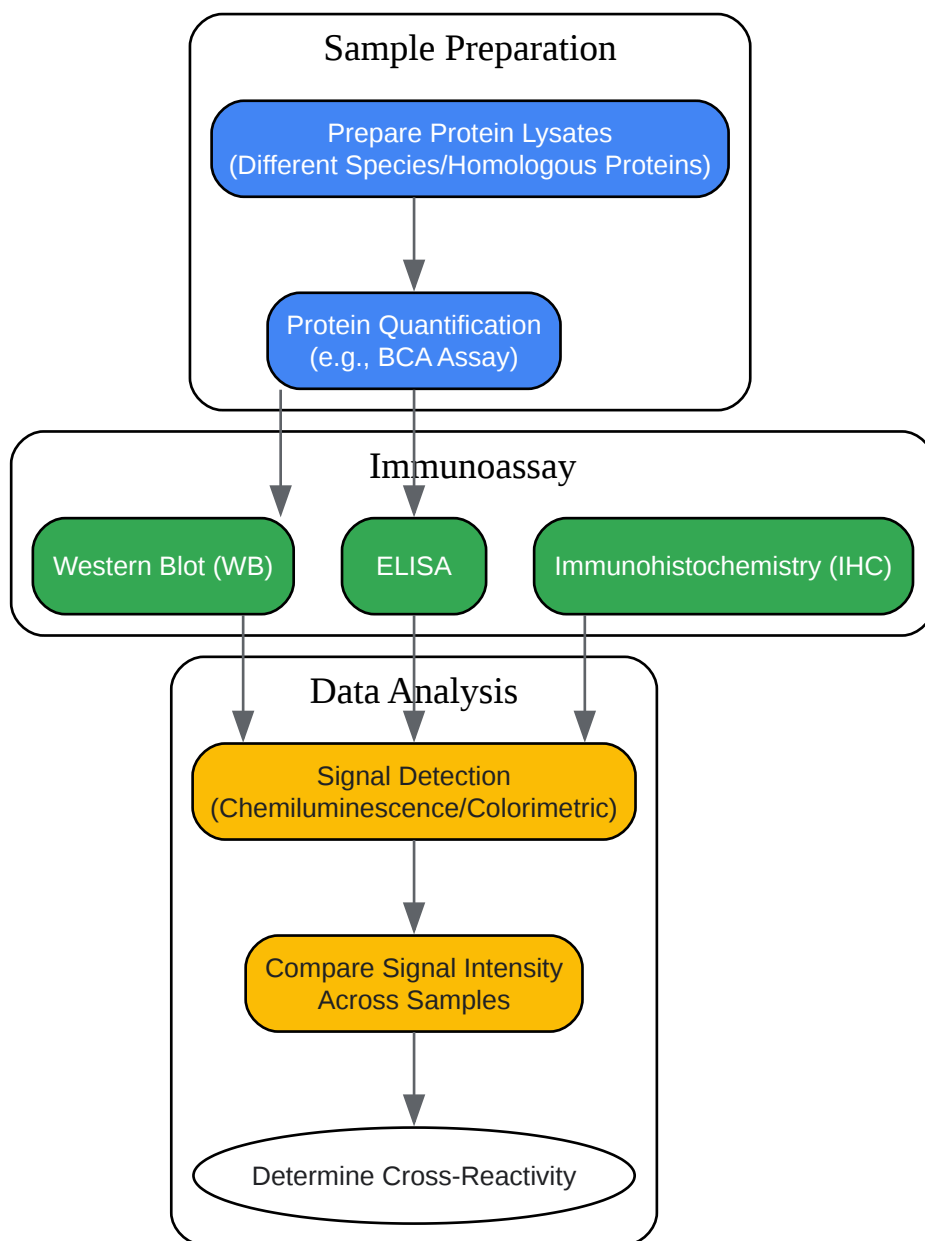 Sample Preparation
Prepare Protein Lysates
(Different Species/Homologous Proteins)
Protein Quantification
(e.g., BCA Assay)
Immunoassay
Western Blot (WB)
ELISA
Immunohistochemistry (IHC)
Data Analysis
Signal Detection
(Chemiluminescence/Colorimetric)
Compare Signal Intensity
Across Samples
Determine Cross-Reactivity